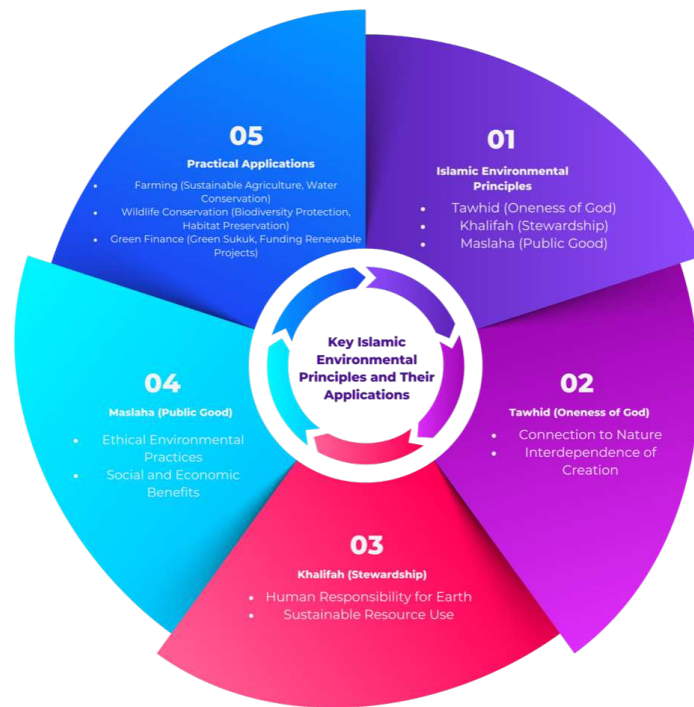 Key Islamic
Environmental
Principles and Their
Applications
01
Islamic Environmental
Principles
• Tawhid (Oneness of God)
• Khalifah (Stewardship)
• Maslaha (Public Good)
02
Tawhid (Oneness of God)
• Connection to Nature
• Interdependence of
Creation
03
Khalifah (Stewardship)
• Human Responsibility for Earth
• Sustainable Resource Use
04
Maslaha (Public Good)
• Ethical Environmental
Practices
• Social and Economic
Benefits
05
Practical Applications
• Farming (Sustainable Agriculture, Water
Conservation)
• Wildlife Conservation (Biodiversity Protection,
Habitat Preservation)
• Green Finance (Green Sukuk, Funding Renewable
Projects)